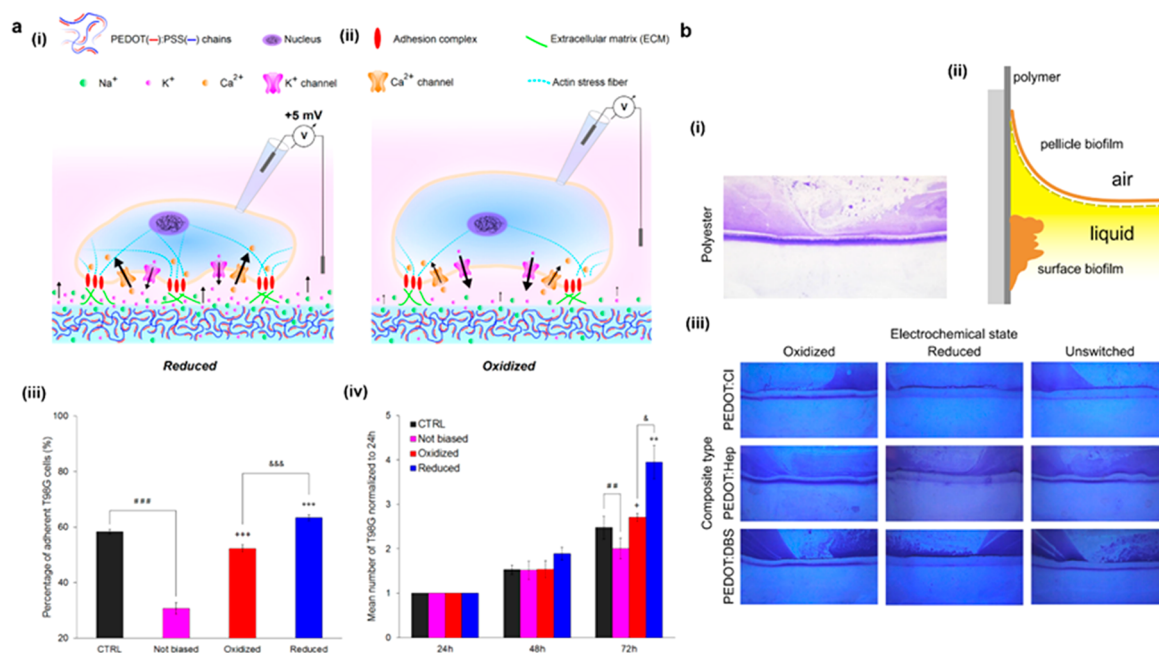 a
(i)
PEDOT(—):PSS(—) chains
Nucleus
(ii)
Adhesion complex
Extracellular matrix (ECM)
Na+
K+
Ca2+
K+ channel
Ca2+ channel
Actin stress fiber
+5 mV
V
V
Reduced
Oxidized
(iii)
Percentage of adherent T98G cells (%)
100
80
60
40
20
###
&&&
***
***
CTRL
Not biased
Oxidized
Reduced
(iv)
Mean number of T98G normalized to 24h
5
4
3
2
1
0
CTRL
Not biased
Oxidized
Reduced
##
&
**
24h
48h
72h
b
(i)
Polyester
(ii)
polymer
pellicle biofilm
air
liquid
surface biofilm
(iii)
Electrochemical state
Oxidized
Reduced
Unswitched
Composite type
PEDOT:Cl
PEDOT:Hep
PEDOT:DBS